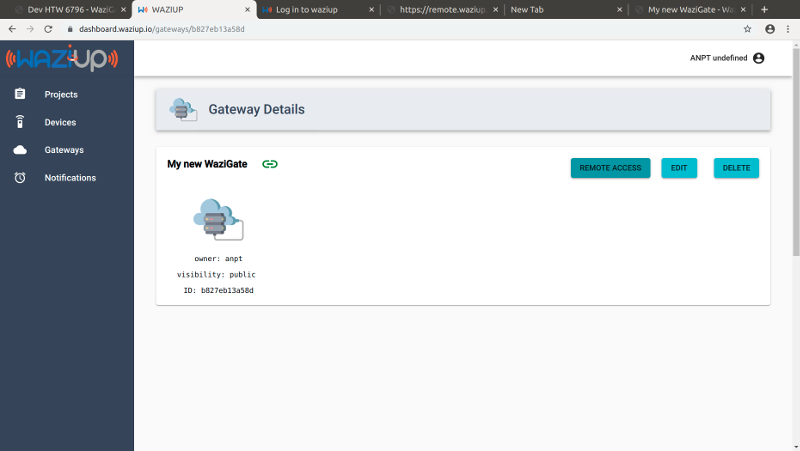 Dev HTW 6796 - WaziG
WAZIUP
Log in to waziup
https://remote.waziup.
New Tab
My new WaziGate - Wa
dashboard.waziup.io/gateways/b827eb13a58d
WAZIUP
ANPT undefined
Projects
Devices
Gateways
Notifications
Gateway Details
My new WaziGate
REMOTE ACCESS
EDIT
DELETE
owner: anpt
visibility: public
ID: b827eb13a58d